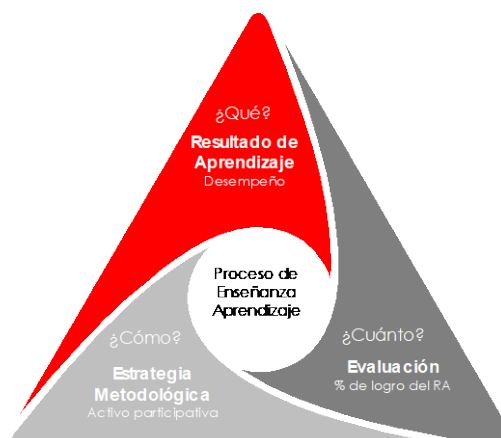 ¿Qué?
Resultado de
Aprendizaje
Desempeño
Proceso de
Enseñanza
Aprendizaje
¿Cómo?
Estrategia
Metodológica
Activo participativa
¿Cuánto?
Evaluación
% de logro del RA